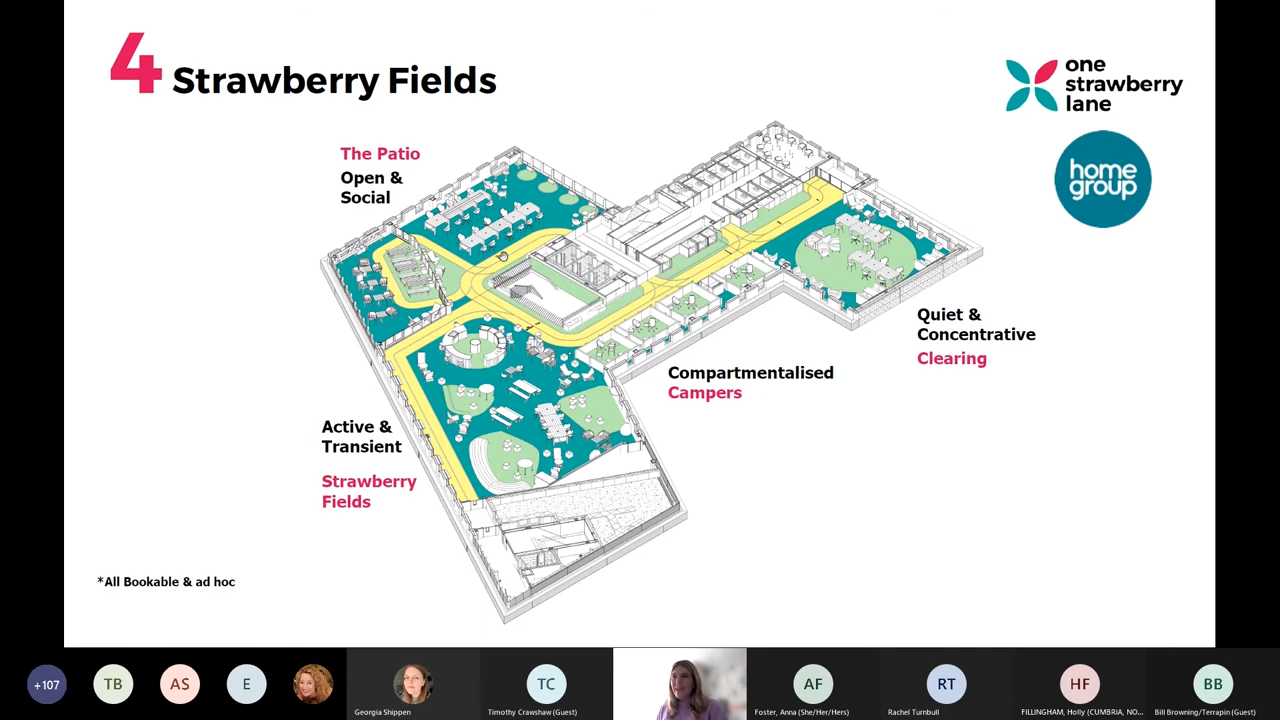 4 Strawberry Fields
one
strawberry
lane
home
group
The Patio
Open &
Social
Quiet &
Concentrative
Clearing
Compartmentalised
Campers
Active &
Transient
Strawberry
Fields
*All Bookable & ad hoc
+107
TB
AS
E
Georgia Shippen
TC
Timothy Crawshaw (Guest)
AF
Foster, Anna (She/Her/Hers)
RT
Rachel Turnbull
HF
FILLINGHAM, Holly (CUMBRIA, NO...
BB
Bill Browning/Terrapin (Guest)